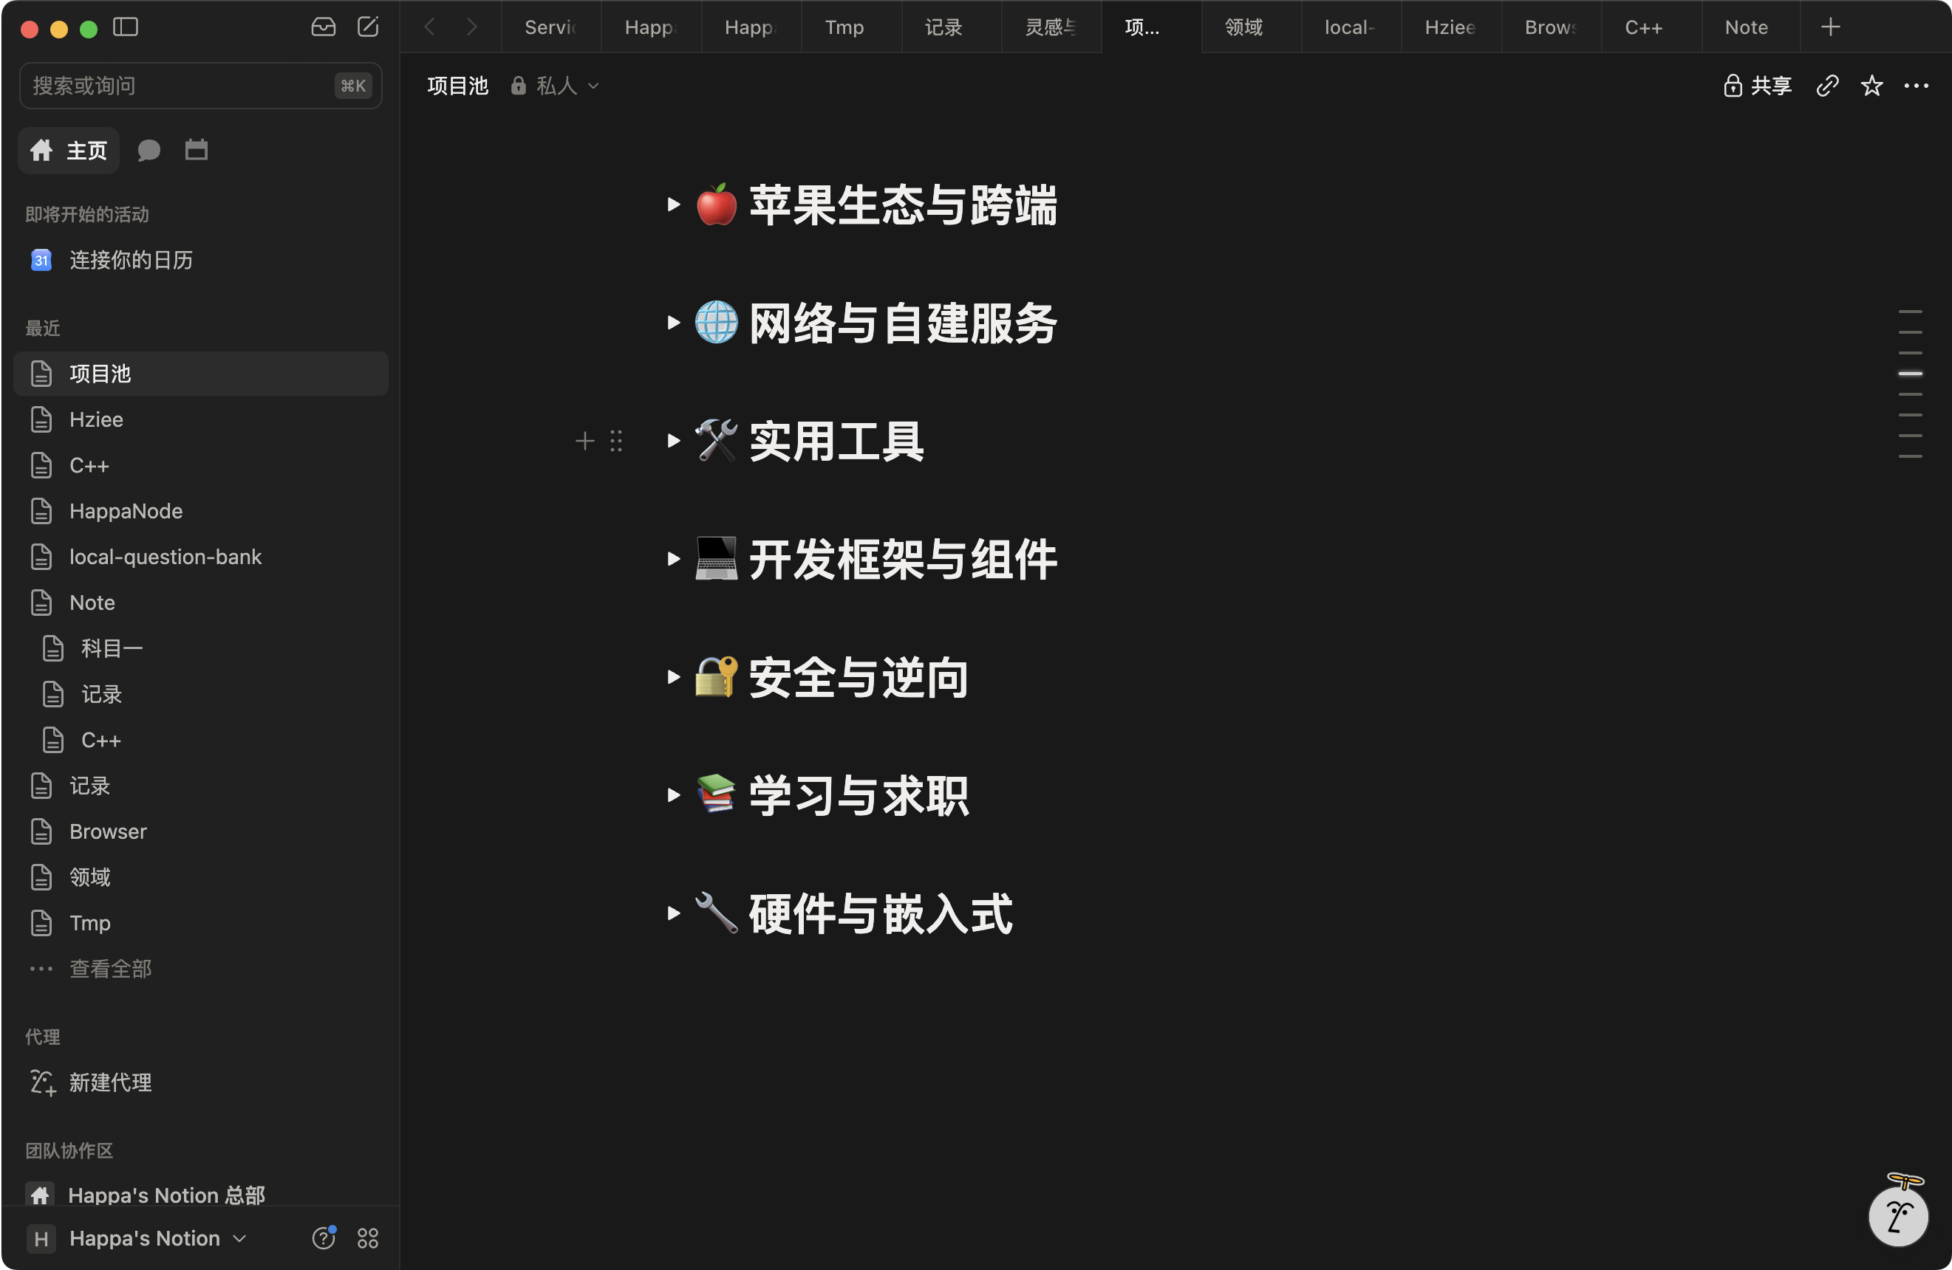 Servi
Happ
Happ
Tmp
记录
灵感与
项...
领域
local-
Hziee
Brows
C++
Note
搜索或询问
⌘K
项目池
私人
共享
主页
即将开始的活动
31
连接你的日历
最近
项目池
Hziee
C++
HappaNode
local-question-bank
Note
科目一
记录
C++
记录
Browser
领域
Tmp
查看全部
代理
新建代理
团队协作区
Happa's Notion 总部
H
Happa's Notion
苹果生态与跨端
网络与自建服务
实用工具
开发框架与组件
安全与逆向
学习与求职
硬件与嵌入式